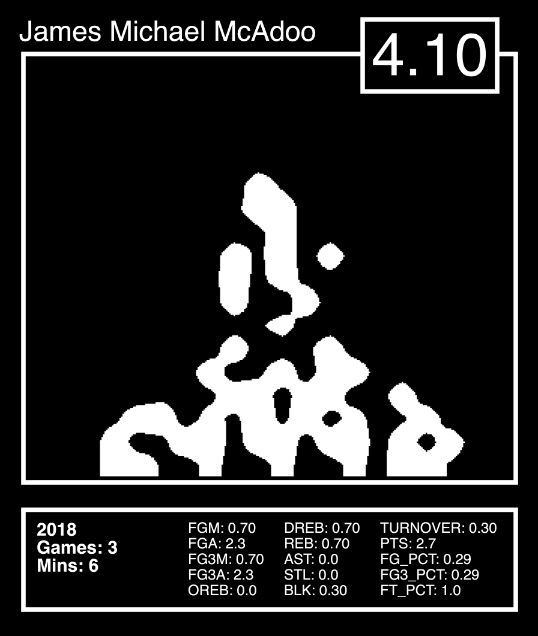 James Michael McAdoo
4.10
2018
Games: 3
Mins: 6
FGM: 0.70
FGA: 2.3
FG3M: 0.70
FG3A: 2.3
OREB: 0.0
DREB: 0.70
REB: 0.70
AST: 0.0
STL: 0.0
BLK: 0.30
TURNOVER: 0.30
PTS: 2.7
FG_PCT: 0.29
FG3_PCT: 0.29
FT_PCT: 1.0